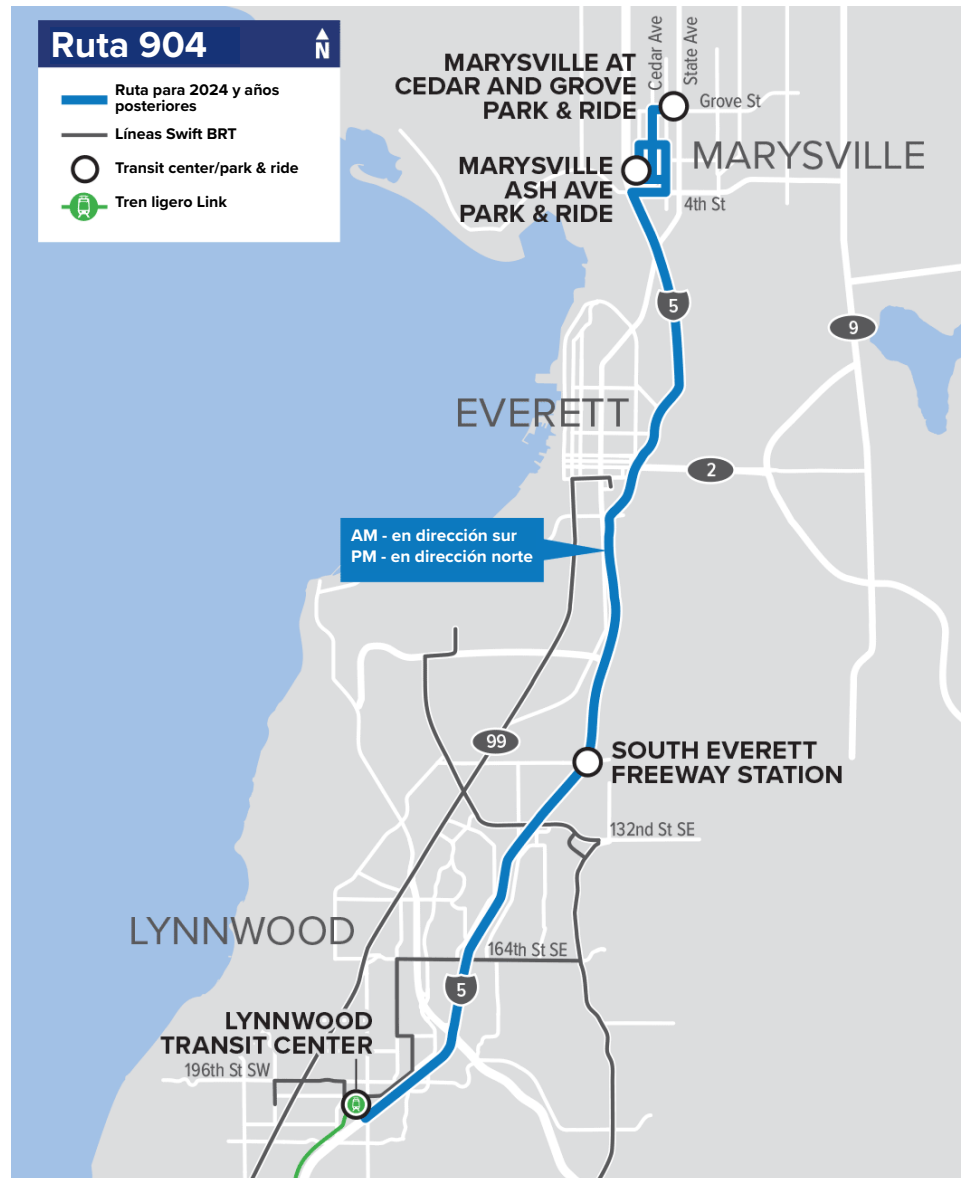 Ruta 904
N
Ruta para 2024 y años
posteriores
Líneas Swift BRT
Transit center/park & ride
Tren ligero Link
MARYSVILLE AT
CEDAR AND GROVE
PARK & RIDE
Cedar Ave
State Ave
Grove St
MARYSVILLE
MARYSVILLE
ASH AVE
PARK & RIDE
4th St
5
9
EVERETT
2
AM - en dirección sur
PM - en dirección norte
99
SOUTH EVERETT
FREEWAY STATION
132nd St SE
LYNNWOOD
164th St SE
5
LYNNWOOD
TRANSIT CENTER
196th St SW